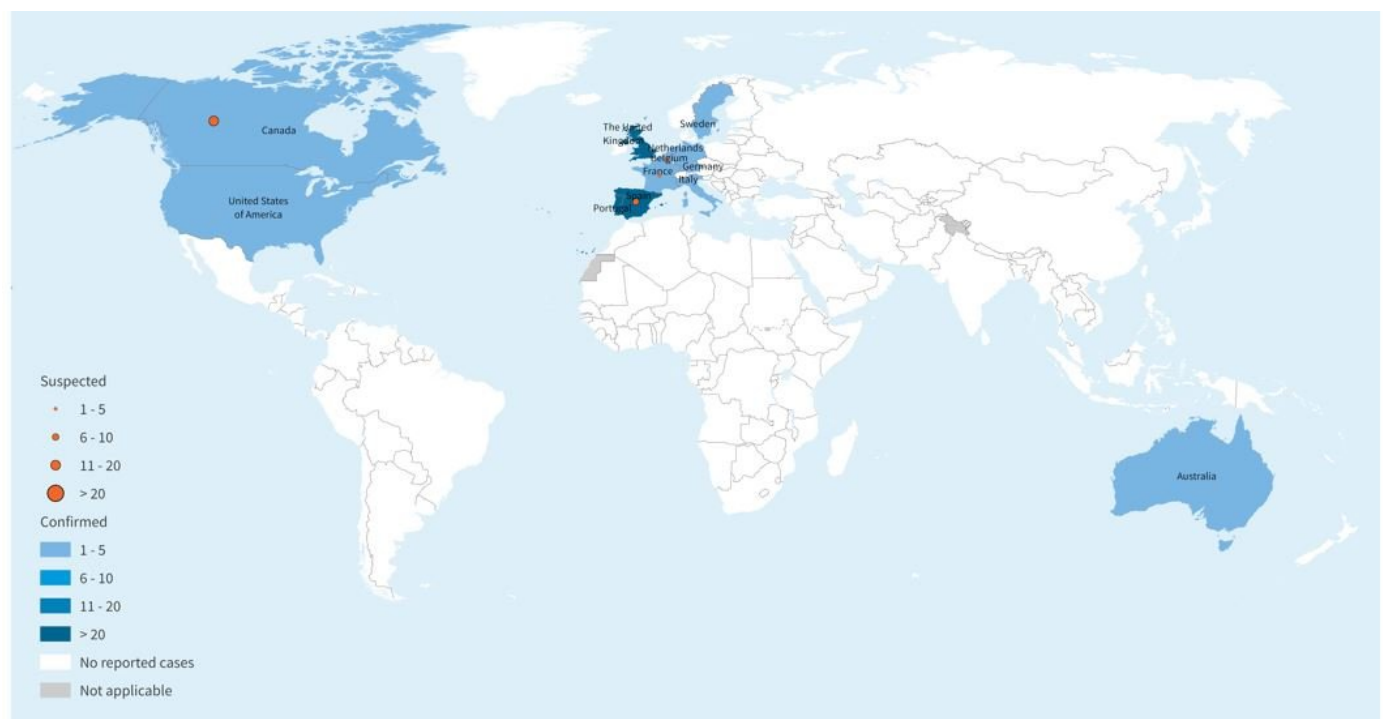 Canada
United States
of America
The United
Kingdom
Sweden
Netherlands
Belgium
Germany
France
Italy
Spain
Portugal
Australia
Suspected
1 - 5
6 - 10
11 - 20
> 20
Confirmed
1 - 5
6 - 10
11 - 20
> 20
No reported cases
Not applicable